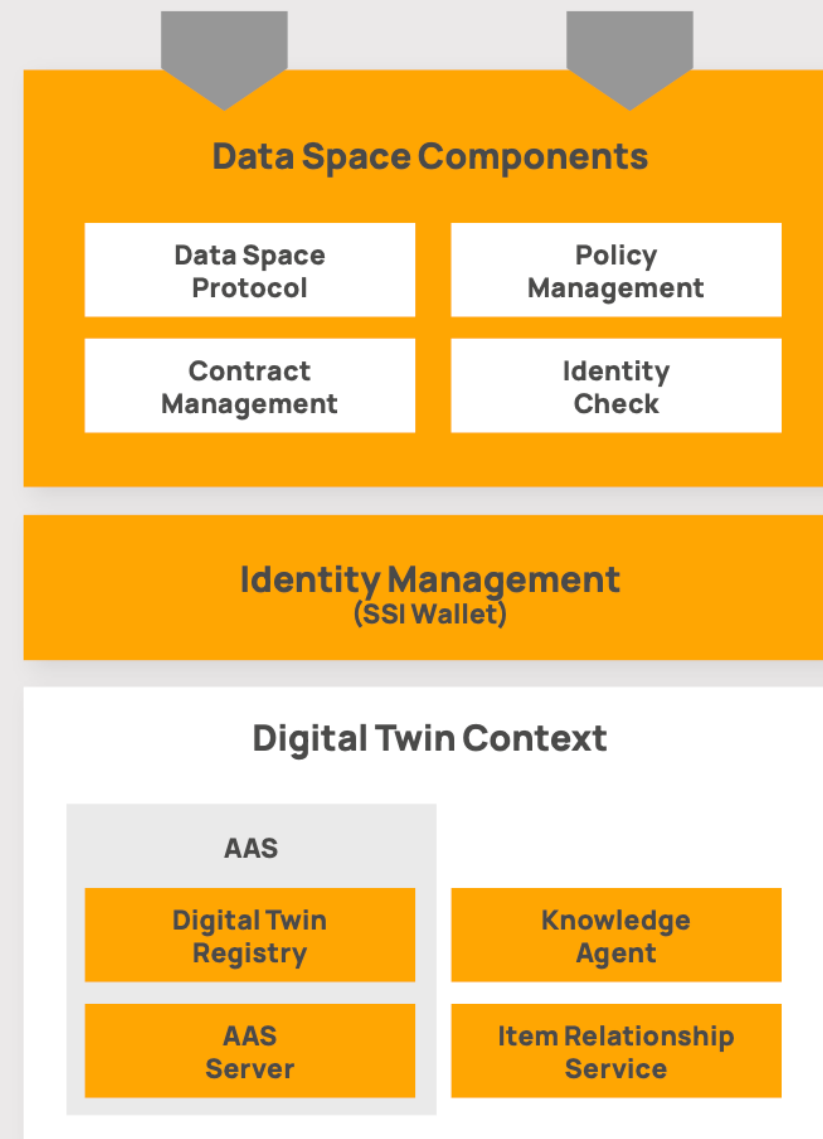 Data Space Components
Data Space
Protocol
Policy
Management
Contract
Management
Identity
Check
Identity Management
(SSI Wallet)
Digital Twin Context
AAS
Digital Twin
Registry
Knowledge
Agent
AAS
Server
Item Relationship
Service